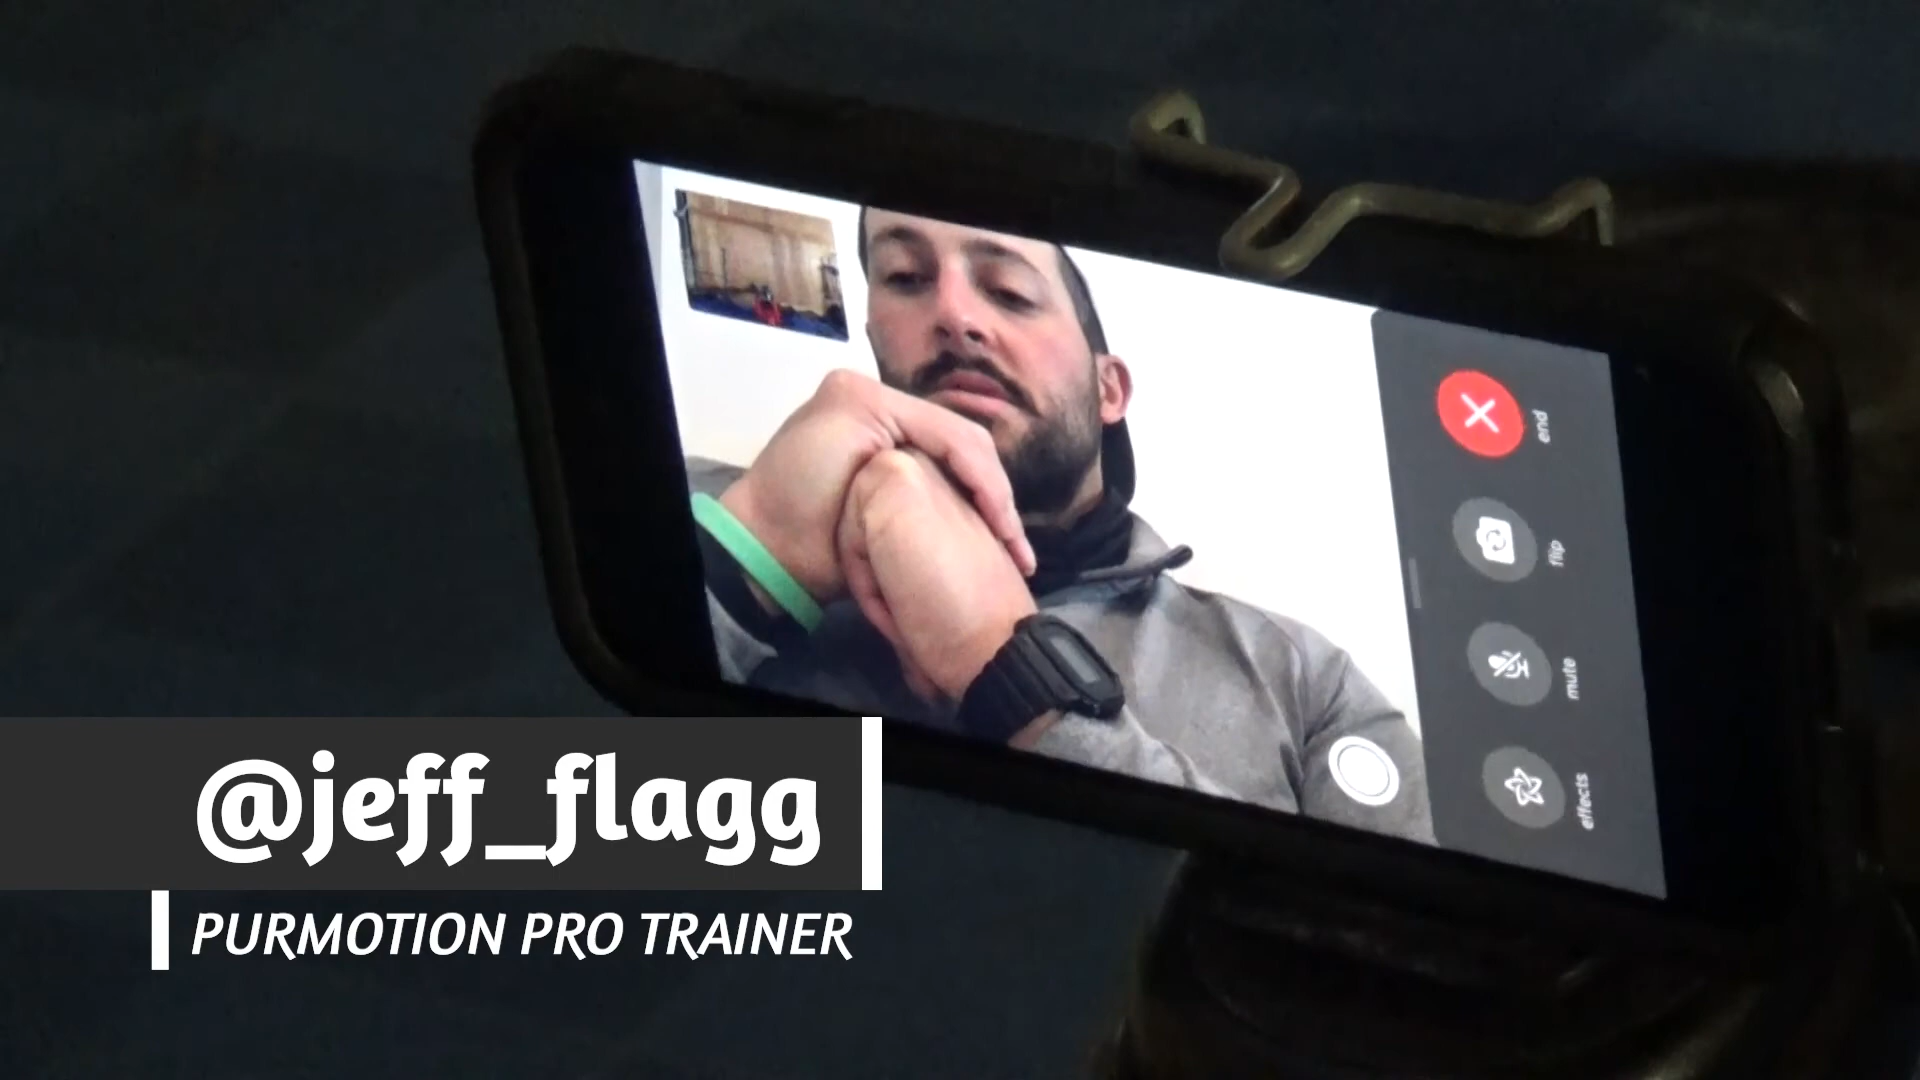 @jeff_flagg
PURMOTION PRO TRAINER
end
flip
mute
effects